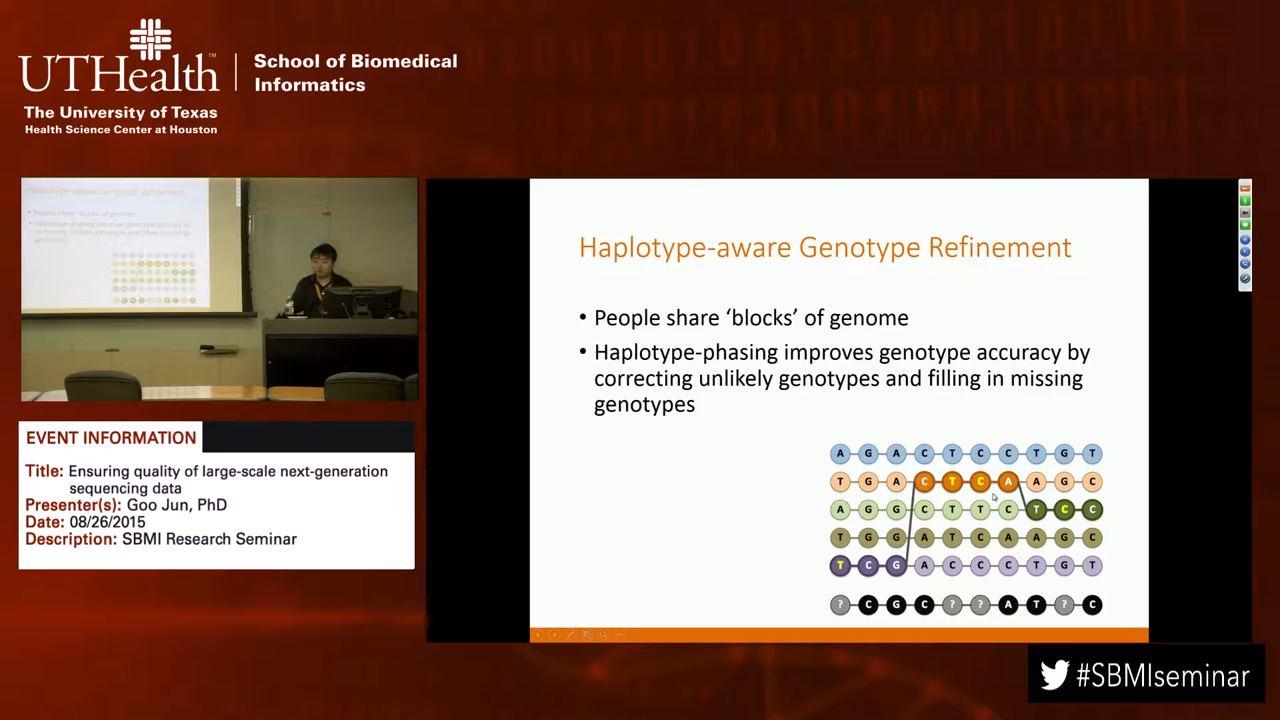 UTHealth™
The University of Texas
Health Science Center at Houston
School of Biomedical
Informatics
Haplotype-aware Genotype Refinement
• People share ‘blocks’ of genome
• Haplotype-phasing improves genotype accuracy by
correcting unlikely genotypes and filling in missing
genotypes
A G A C T C C T G T
T G A C T C A A G C
A G G C T T C T C C
T G G A T C A A G C
T C G A C C C T G T
? C G C ? ? A T ? C
EVENT INFORMATION
Title: Ensuring quality of large-scale next-generation
sequencing data
Presenter(s): Goo Jun, PhD
Date: 08/26/2015
Description: SBMI Research Seminar
#SBMIseminar